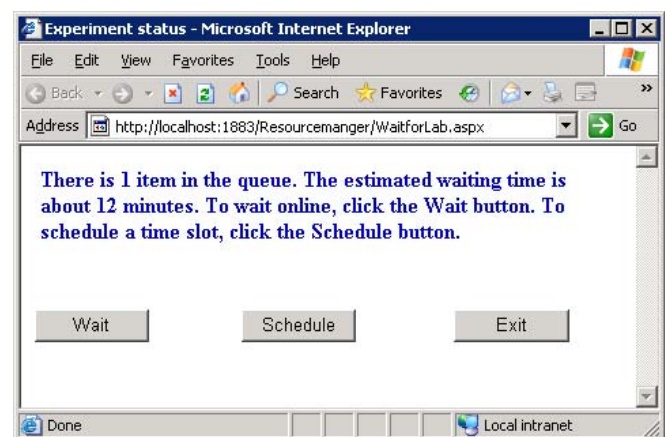 Experiment status - Microsoft Internet Explorer
File Edit View Favorites Tools Help
Back Search Favorites »
Address http://localhost:1883/Resourcemanger/WaitforLab.aspx Go
There is 1 item in the queue. The estimated waiting time is
about 12 minutes. To wait online, click the Wait button. To
schedule a time slot, click the Schedule button.
Wait Schedule Exit
Done Local intranet